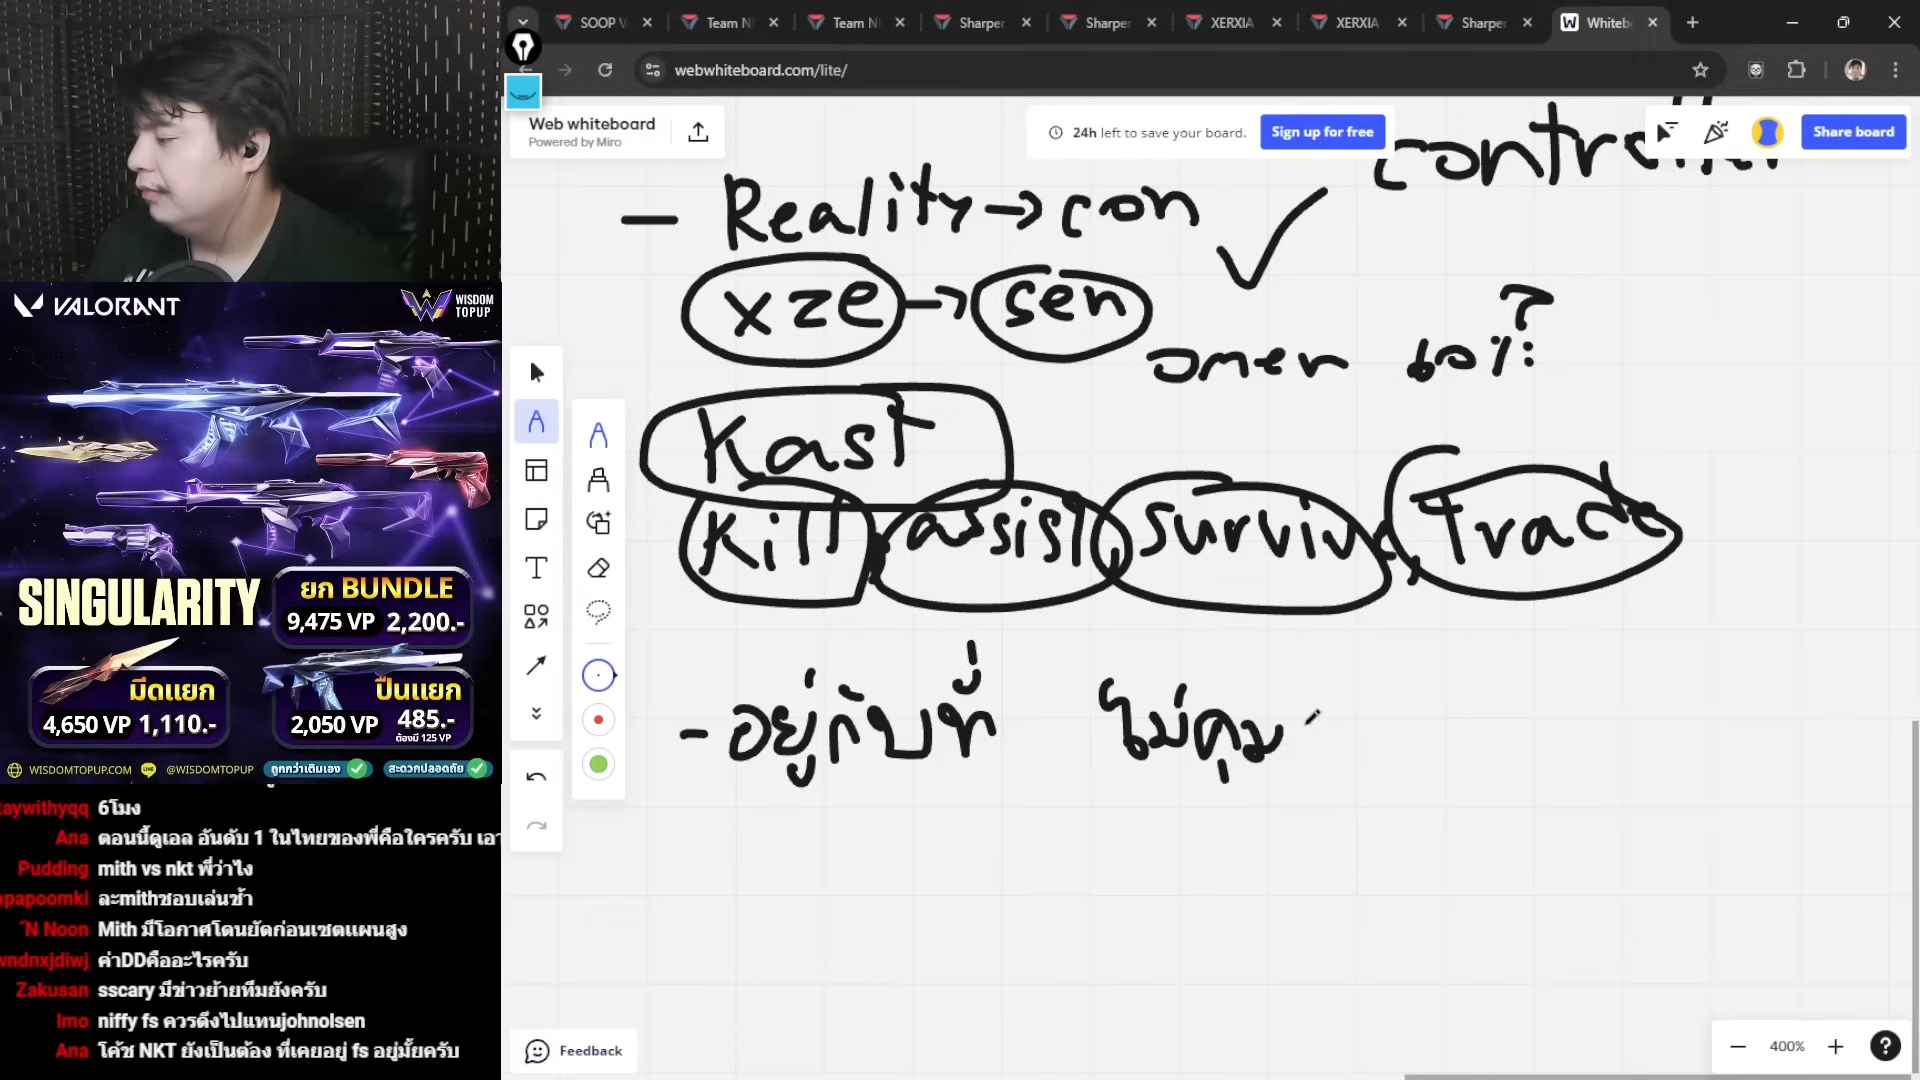 SOOP V
Team N
Team N
Sharper
Sharper
XERXIA
XERXIA
Sharper
Whiteb
webwhiteboard.com/lite/
Web whiteboard
Powered by Miro
24h left to save your board.
Sign up for free
Share board
controller
- Reality → con ✓
xze → sen
?
omen 60%:
Kast
Kill, assist, surviv, Trade
- อยู่กับที่ ไม่คุม
VALORANT
WISDOM
TOPUP
SINGULARITY
ยก BUNDLE
9,475 VP 2,200.-
มีดแยก
4,650 VP 1,110.-
ปืนแยก
2,050 VP 485.-
ต้องมี 125 VP
WISDOMTOPUP.COM @WISDOMTOPUP ถูกกว่าเติมเอง สะดวกปลอดภัย
aywithyqq 6โมง
Ana ตอนนี้ดูเอล อันดับ 1 ในไทยของพี่คือใครครับ เอา
Pudding mith vs nkt พี่ว่าไง
apapoomki ละmithชอบเล่นช้ำ
N Noon Mith มีโอกาศโดนยัดก่อนเซตแผนสูง
wndnxjdiwj ค่าDDคืออะไรครับ
Zakusan sscary มีข่าวย้ายทีมยังครับ
Imo niffy fs ควรดึงไปแทนjohnolsen
Ana โค้ช NKT ยังเป็นต้อง ที่เคยอยู่ fs อยู่มั้ยครับ
Feedback
400%